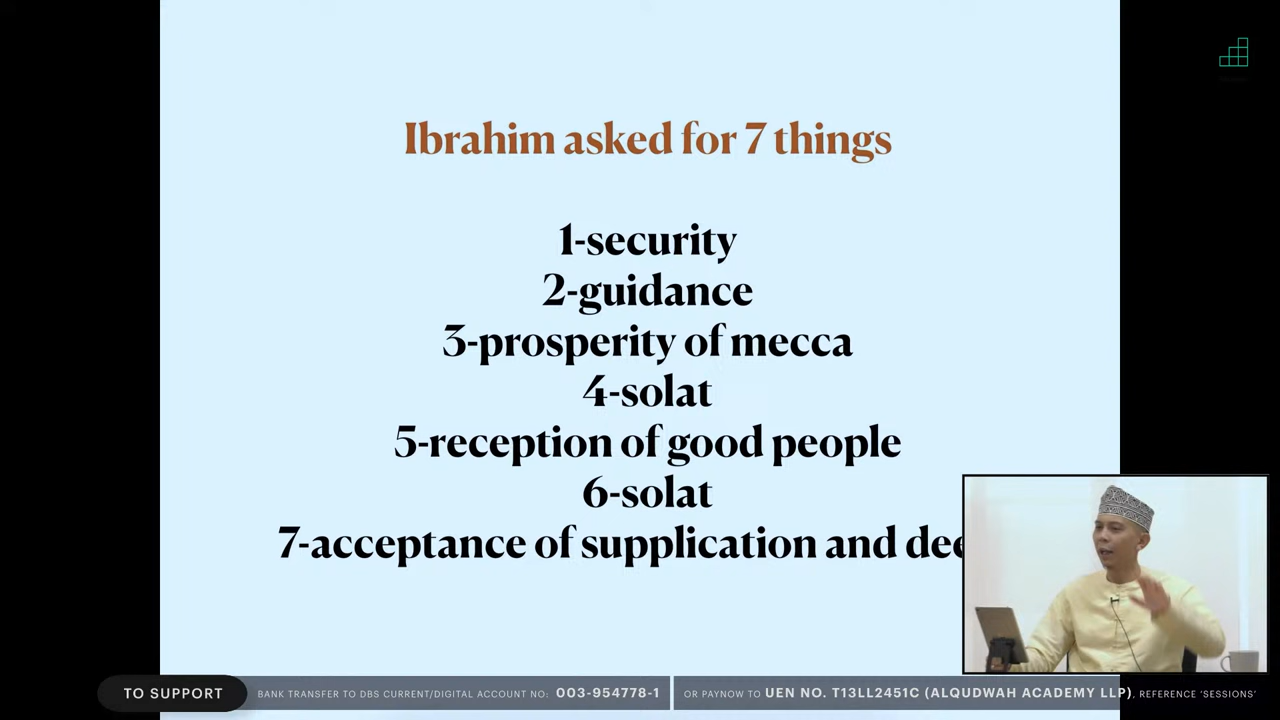 Ibrahim asked for 7 things
1-security
2-guidance
3-prosperity of mecca
4-solat
5-reception of good people
6-solat
7-acceptance of supplication and
TO SUPPORT
BANK TRANSFER TO DBS CURRENT/DIGITAL ACCOUNT NO: 003-954778-1
OR PAYNOW TO UEN NO. T13LL2451C (ALQUDWAH ACADEMY LLP), REFERENCE 'SESSIONS'